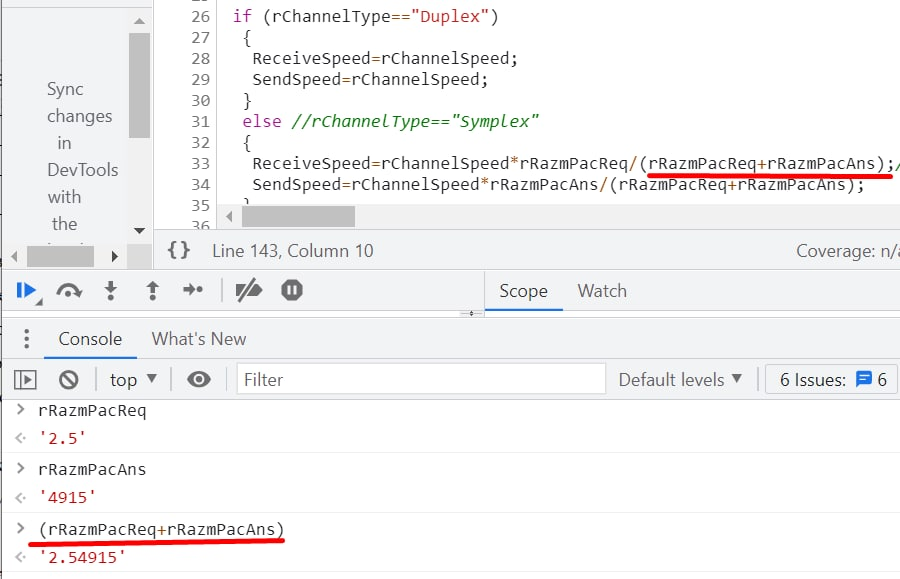 Sync
changes
in
DevTools
with
the
26 if (rChannelType=="Duplex")
27 {
28 ReceiveSpeed=rChannelSpeed;
29 SendSpeed=rChannelSpeed;
30 }
31 else //rChannelType=="Symplex"
32 {
33 ReceiveSpeed=rChannelSpeed*rRazmPacReq/(rRazmPacReq+rRazmPacAns);/
34 SendSpeed=rChannelSpeed*rRazmPacAns/(rRazmPacReq+rRazmPacAns);
35 }
36
{} Line 143, Column 10 Coverage: n/a
Scope Watch
Console What's New
top ▼ Filter Default levels ▼ 6 Issues: 6
> rRazmPacReq
'2.5'
> rRazmPacAns
'4915'
> (rRazmPacReq+rRazmPacAns)
'2.54915'